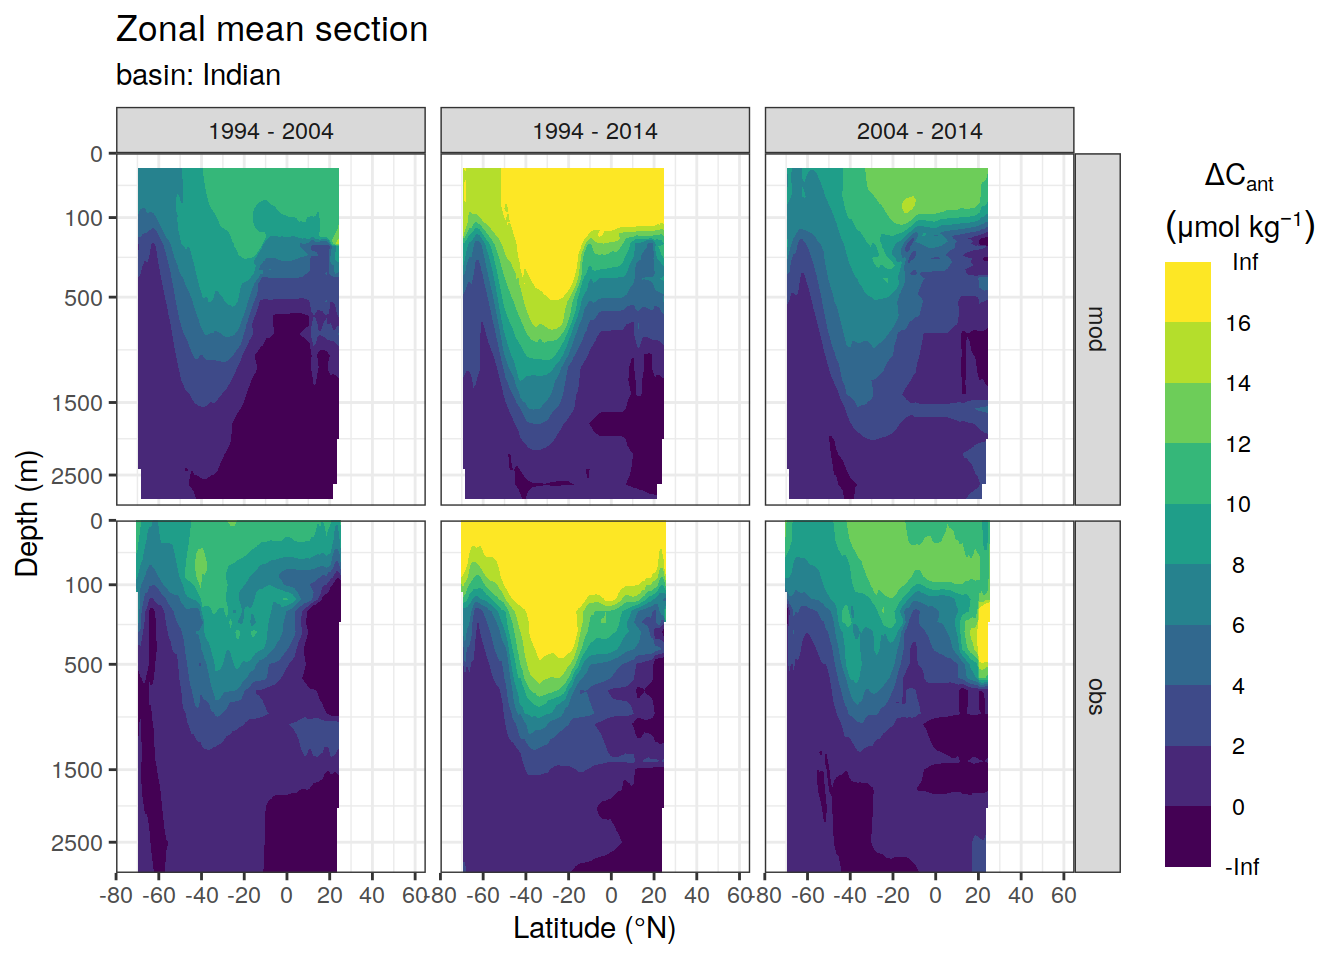 Zonal mean section
basin: Indian
1994 - 2004
1994 - 2014
2004 - 2014
0
100
500
1500
2500
mod
0
100
500
1500
2500
obs
Depth (m)
-80 -60 -40 -20 0 20 40 60
-80 -60 -40 -20 0 20 40 60
-80 -60 -40 -20 0 20 40 60
Latitude (°N)
ΔCant
(μmol kg⁻¹)
Inf
16
14
12
10
8
6
4
2
0
-Inf